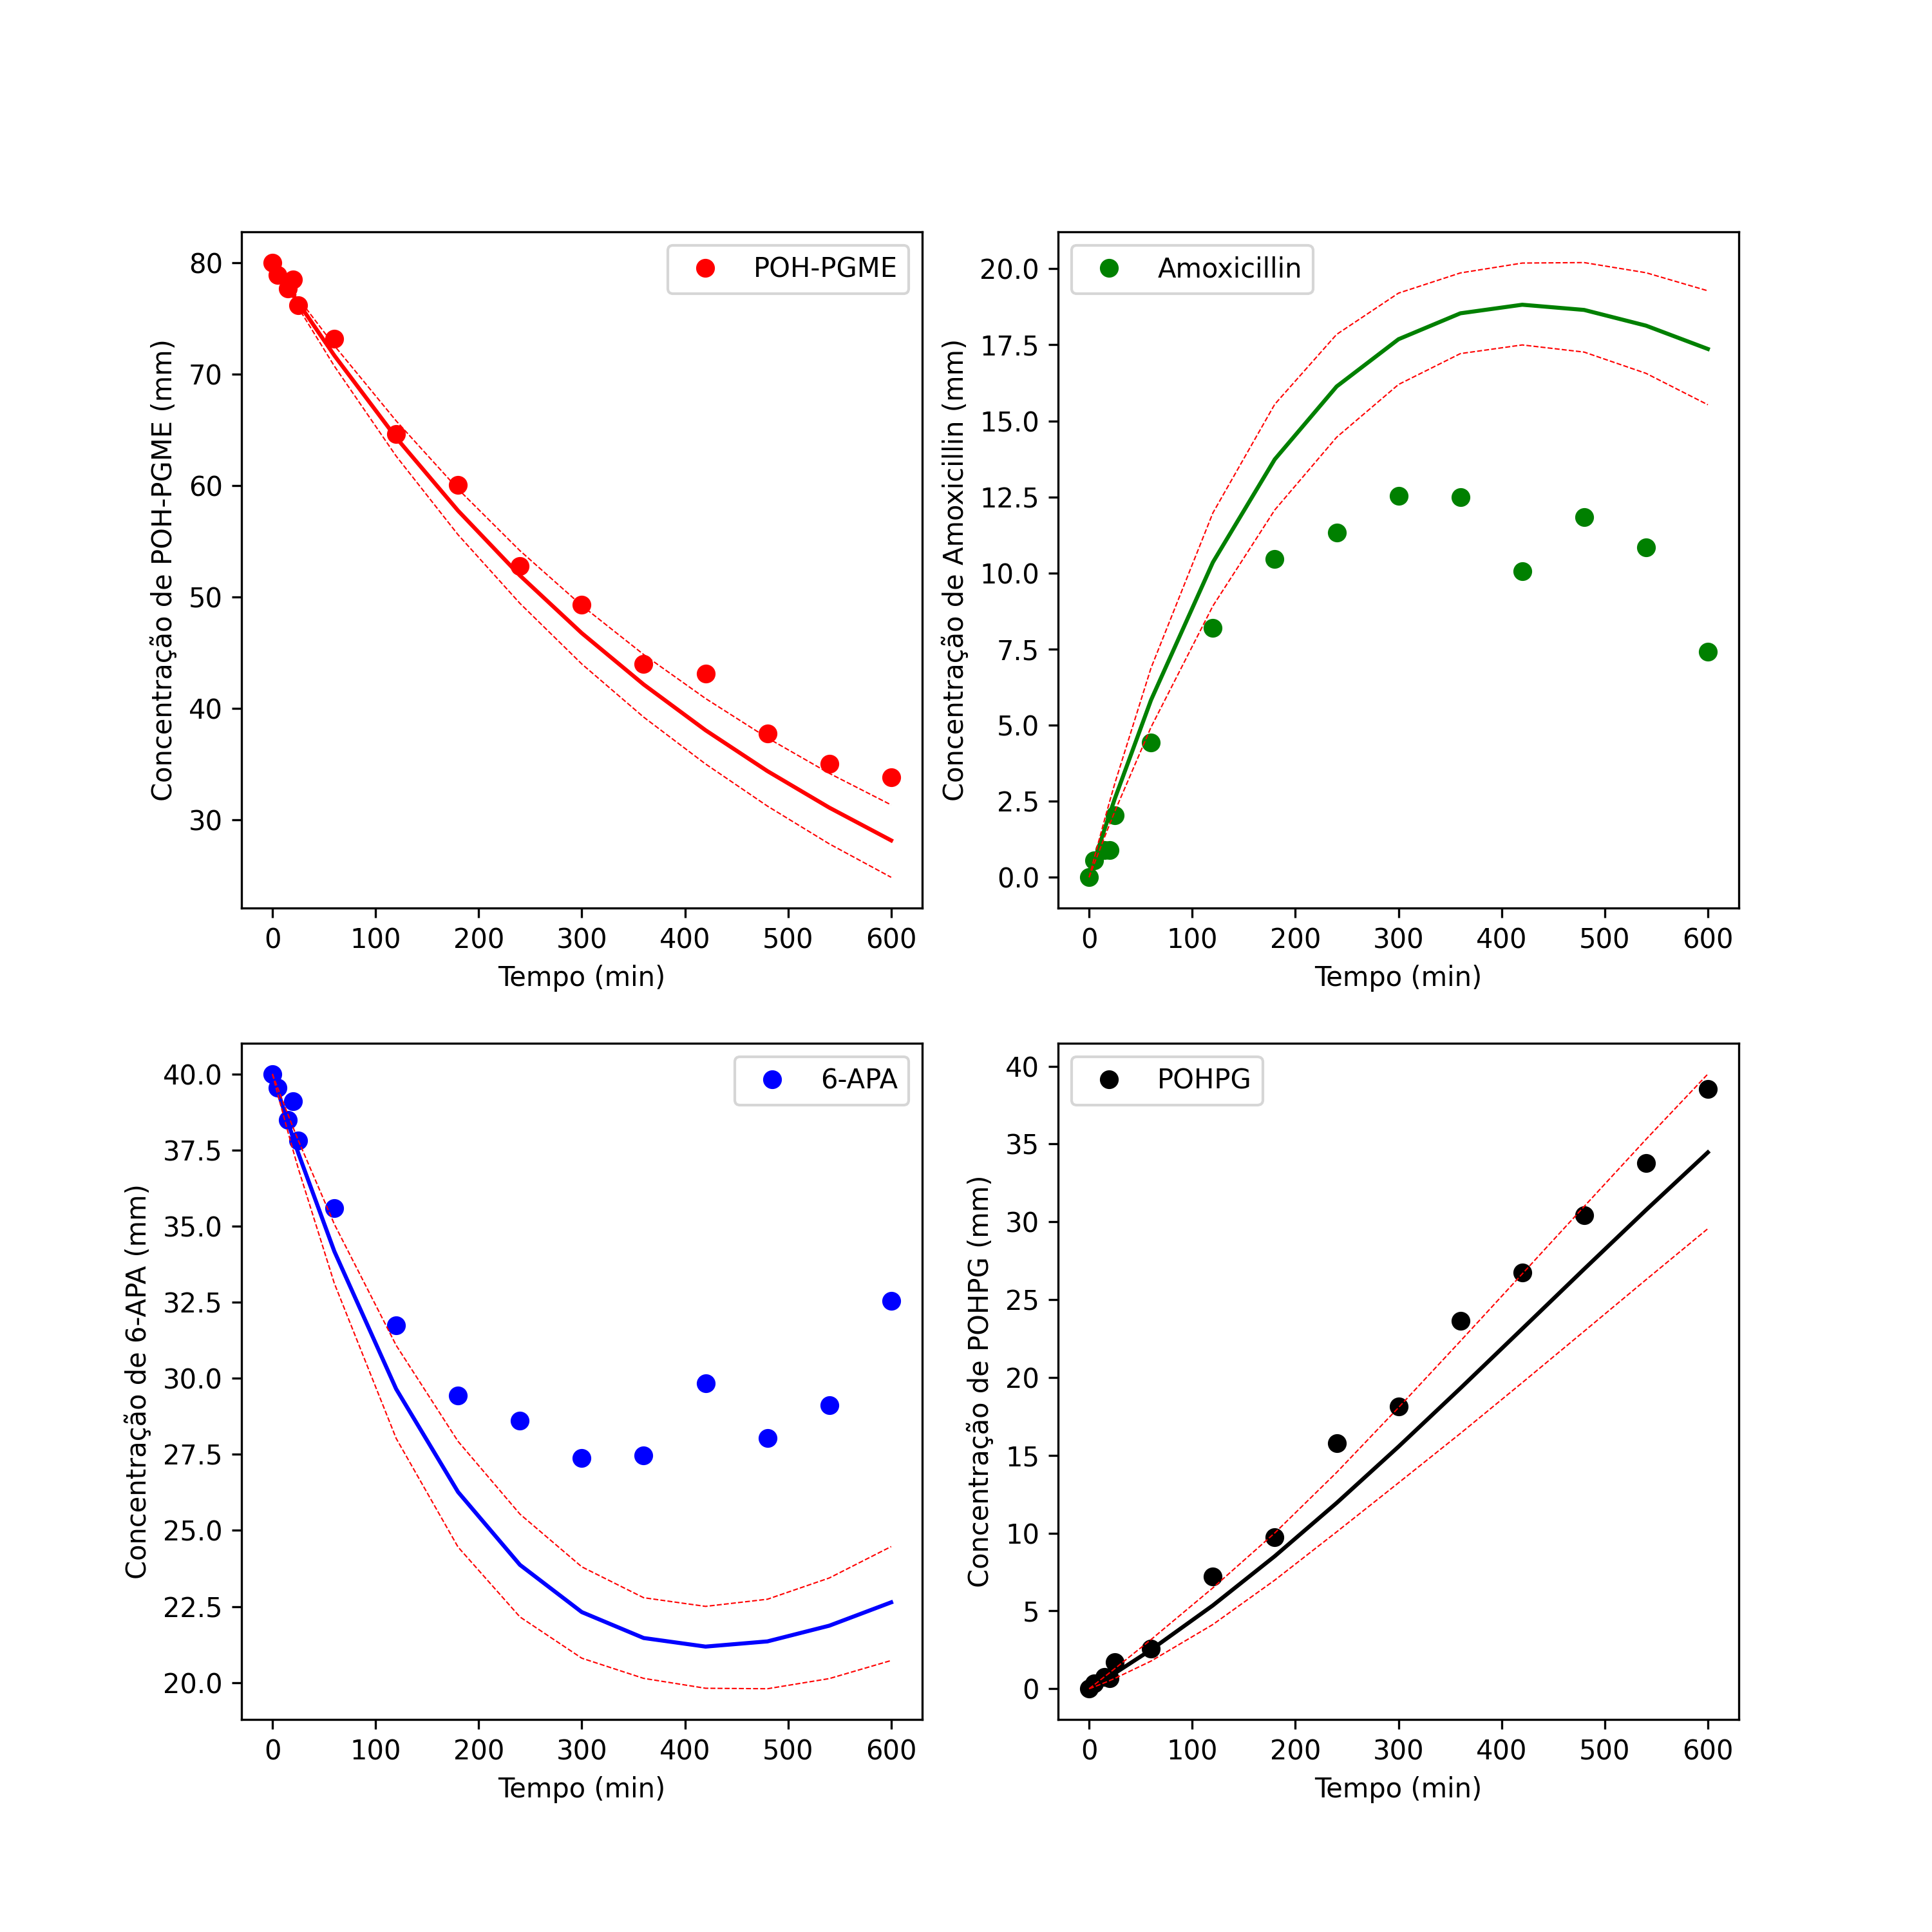 POH-PGME
Concentração de POH-PGME (mm)
80
70
60
50
40
30
0 100 200 300 400 500 600
Tempo (min)
Amoxicillin
Concentração de Amoxicillin (mm)
20.0
17.5
15.0
12.5
10.0
7.5
5.0
2.5
0.0
0 100 200 300 400 500 600
Tempo (min)
6-APA
Concentração de 6-APA (mm)
40.0
37.5
35.0
32.5
30.0
27.5
25.0
22.5
20.0
0 100 200 300 400 500 600
Tempo (min)
POHPG
Concentração de POHPG (mm)
40
35
30
25
20
15
10
5
0
0 100 200 300 400 500 600
Tempo (min)